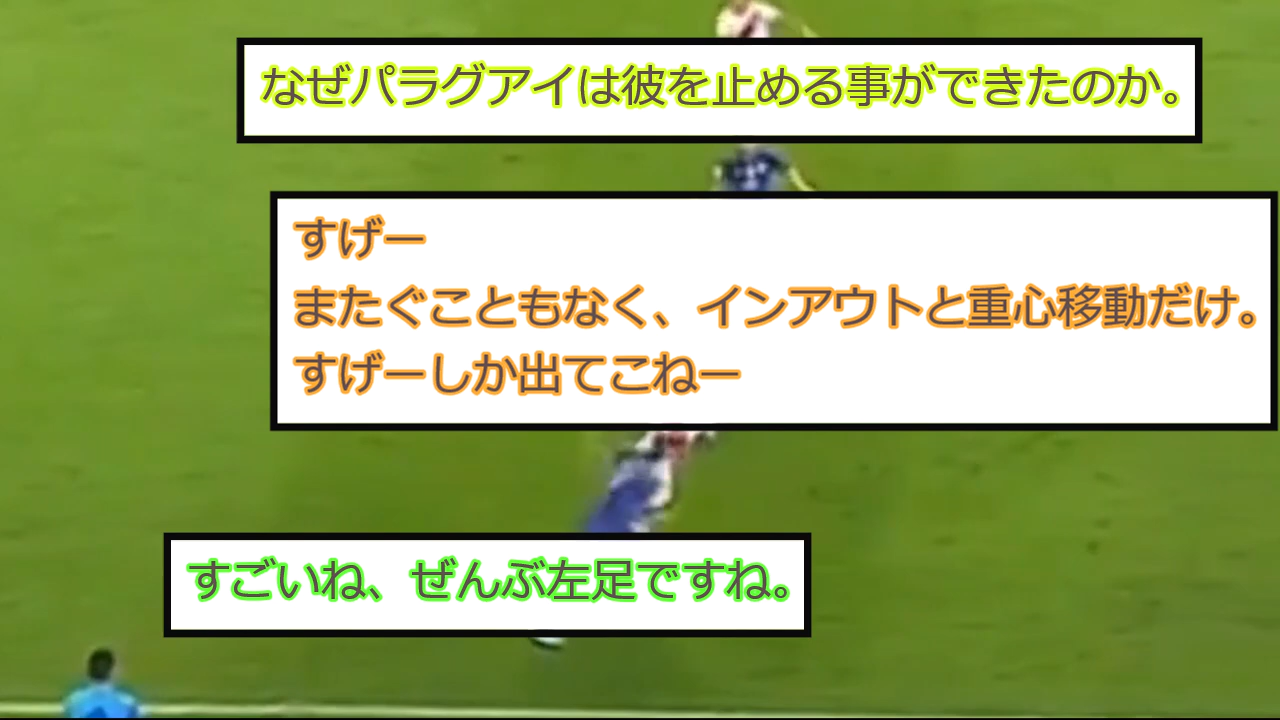 なぜパラグアイは彼を止める事ができたのか。
すげー
またぐこともなく、インアウトと重心移動だけ。
すげーしか出てこねー
すごいね、ぜんぶ左足ですね。